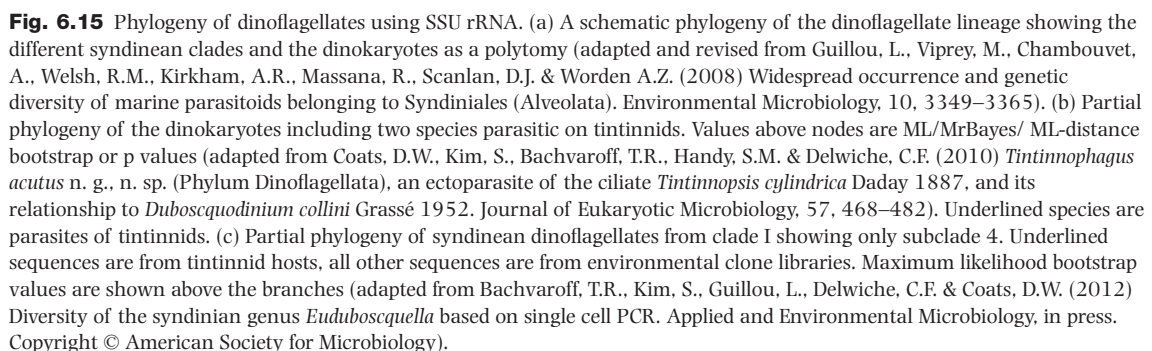 Fig. 6.15 Phylogeny of dinoflagellates using SSU rRNA. (a) A schematic phylogeny of the dinoflagellate lineage showing the
different syndinean clades and the dinokaryotes as a polytomy (adapted and revised from Guillou, L., Viprey, M., Chambouvet,
A., Welsh, R.M., Kirkham, A.R., Massana, R., Scanlan, D.J. & Worden A.Z. (2008) Widespread occurrence and genetic
diversity of marine parasitoids belonging to Syndiniales (Alveolata). Environmental Microbiology, 10, 3349–3365). (b) Partial
phylogeny of the dinokaryotes including two species parasitic on tintinnids. Values above nodes are ML/MrBayes/ ML-distance
bootstrap or p values (adapted from Coats, D.W., Kim, S., Bachvaroff, T.R., Handy, S.M. & Delwiche, C.F. (2010) Tintinnophagus
acutus n. g., n. sp. (Phylum Dinoflagellata), an ectoparasite of the ciliate Tintinnopsis cylindrica Daday 1887, and its
relationship to Duboscquodinium collini Grassé 1952. Journal of Eukaryotic Microbiology, 57, 468–482). Underlined species are
parasites of tintinnids. (c) Partial phylogeny of syndinean dinoflagellates from clade I showing only subclade 4. Underlined
sequences are from tintinnid hosts, all other sequences are from environmental clone libraries. Maximum likelihood bootstrap
values are shown above the branches (adapted from Bachvaroff, T.R., Kim, S., Guillou, L., Delwiche, C.F. & Coats, D.W. (2012)
Diversity of the syndinian genus Euduboscquella based on single cell PCR. Applied and Environmental Microbiology, in press.
Copyright © American Society for Microbiology).